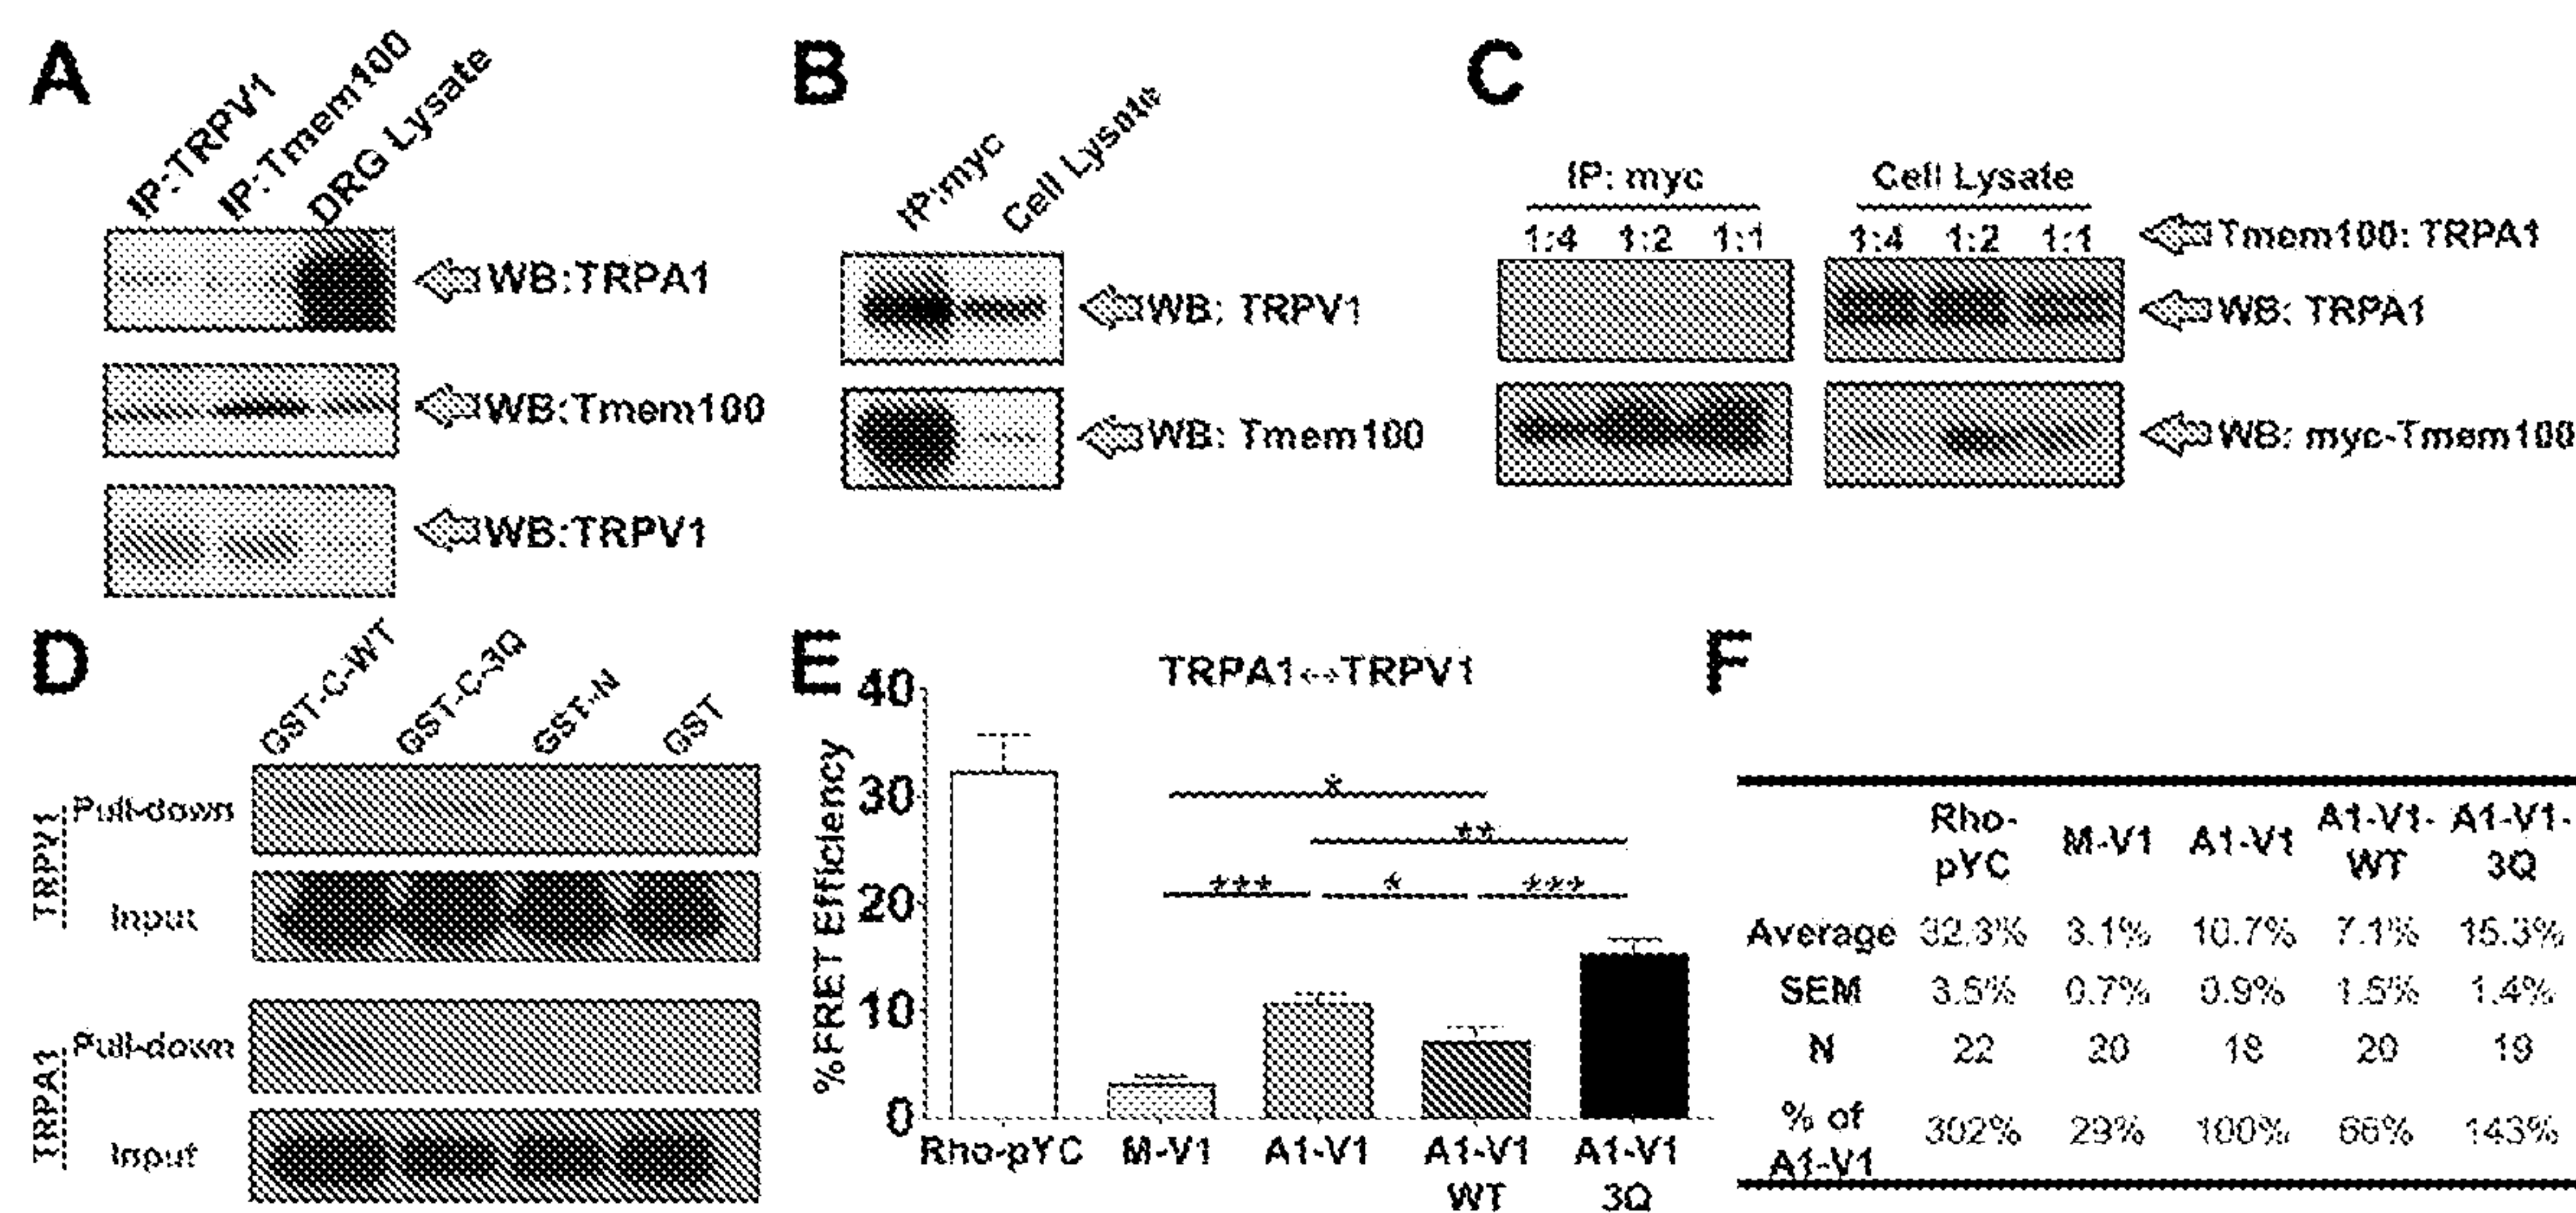 A
IP:TRPV1
IP:Tmem100
DRG Lysate
WB:TRPA1
WB:Tmem100
WB:TRPV1
B
IP:myc
Cell Lysate
WB: TRPV1
WB: Tmem100
C
IP: myc
Cell Lysate
1:4 1:2 1:1
1:4 1:2 1:1
Tmem100: TRPA1
WB: TRPA1
WB: myc-Tmem100
D
GST-C-WT
GST-C-3Q
GST-N
GST
TRPV1
Pull-down
Input
TRPA1
Pull-down
Input
E
TRPA1↔TRPV1
%FRET Efficiency
40
30
20
10
0
*
**
*** * ***
Rho-pYC M-V1 A1-V1 A1-V1 WT A1-V1 3Q
F
Rho-pYC M-V1 A1-V1 A1-V1-WT A1-V1-3Q
Average 32.3% 3.1% 10.7% 7.1% 15.3%
SEM 3.5% 0.7% 0.9% 1.5% 1.4%
N 22 20 18 20 19
% of A1-V1 302% 29% 100% 66% 143%